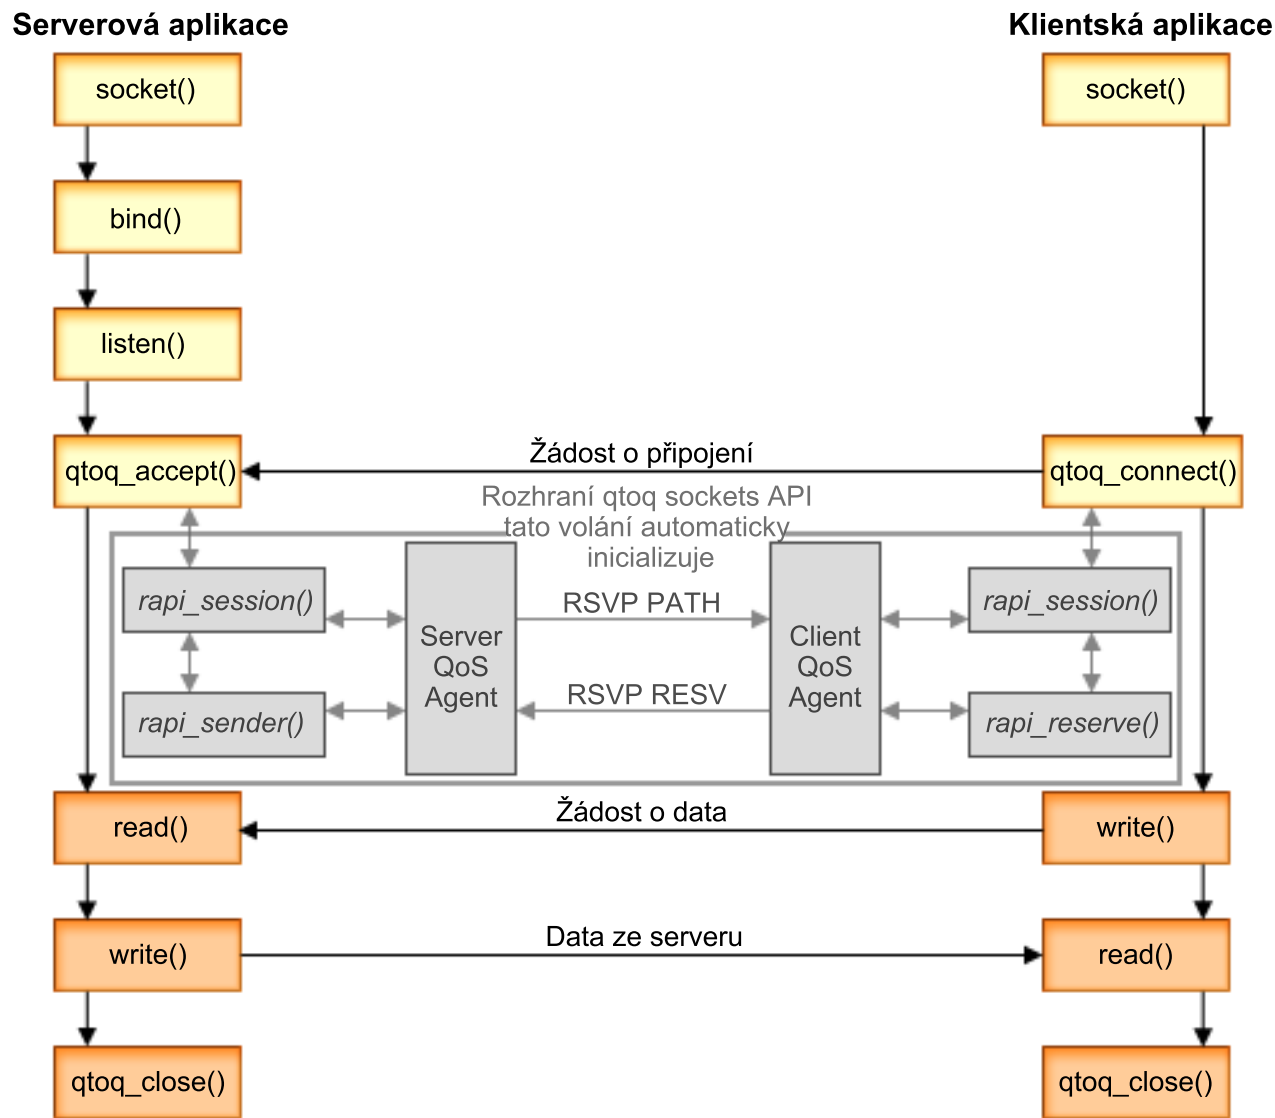 Serverová aplikace
Klientská aplikace
socket()
socket()
bind()
listen()
Žádost o připojení
qtoq_accept()
qtoq_connect()
Rozhraní qtoq sockets API
tato volání automaticky
inicializuje
rapi_session()
RSVP PATH
rapi_session()
Server
QoS
Agent
Client
QoS
Agent
rapi_sender()
RSVP RESV
rapi_reserve()
Žádost o data
read()
write()
Data ze serveru
write()
read()
qtoq_close()
qtoq_close()